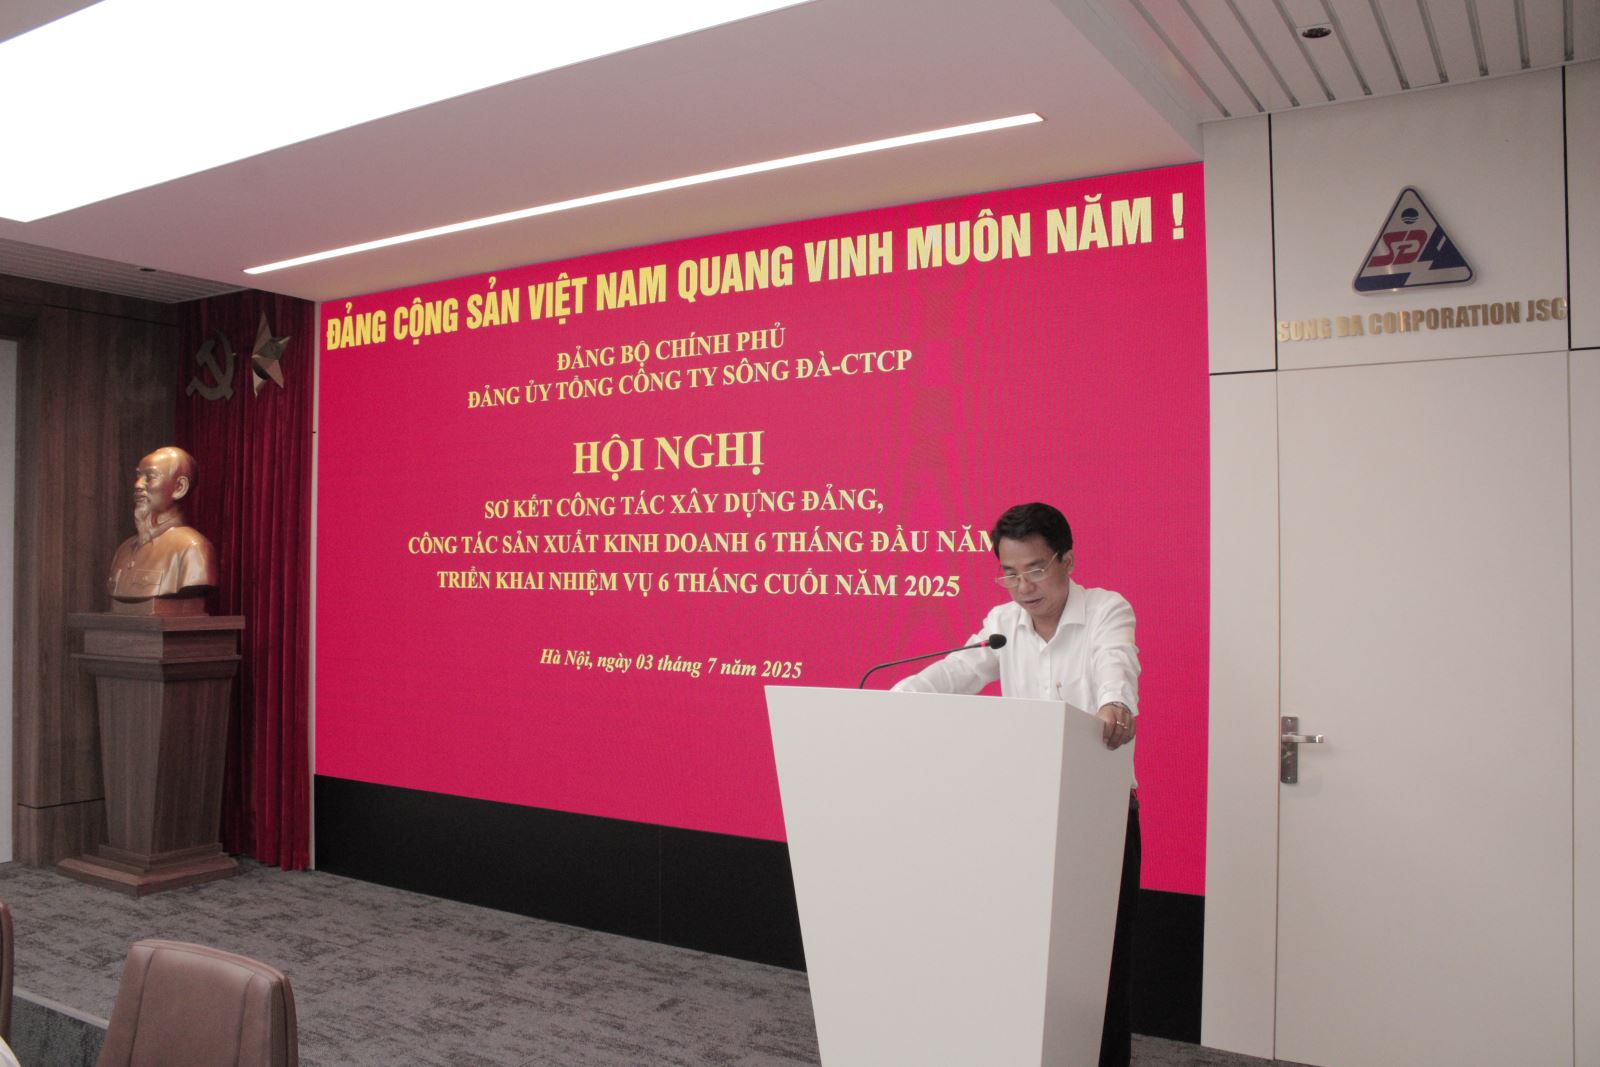 ĐẢNG CỘNG SẢN VIỆT NAM QUANG VINH MUÔN NĂM !
ĐẢNG BỘ CHÍNH PHỦ
ĐẢNG ỦY TỔNG CÔNG TY SÔNG ĐÀ-CTCP
HỘI NGHỊ
SƠ KẾT CÔNG TÁC XÂY DỰNG ĐẢNG,
CÔNG TÁC SẢN XUẤT KINH DOANH 6 THÁNG ĐẦU NĂM
TRIỂN KHAI NHIỆM VỤ 6 THÁNG CUỐI NĂM 2025
Hà Nội, ngày 03 tháng 7 năm 2025
SD
SONG DA CORPORATION JSC